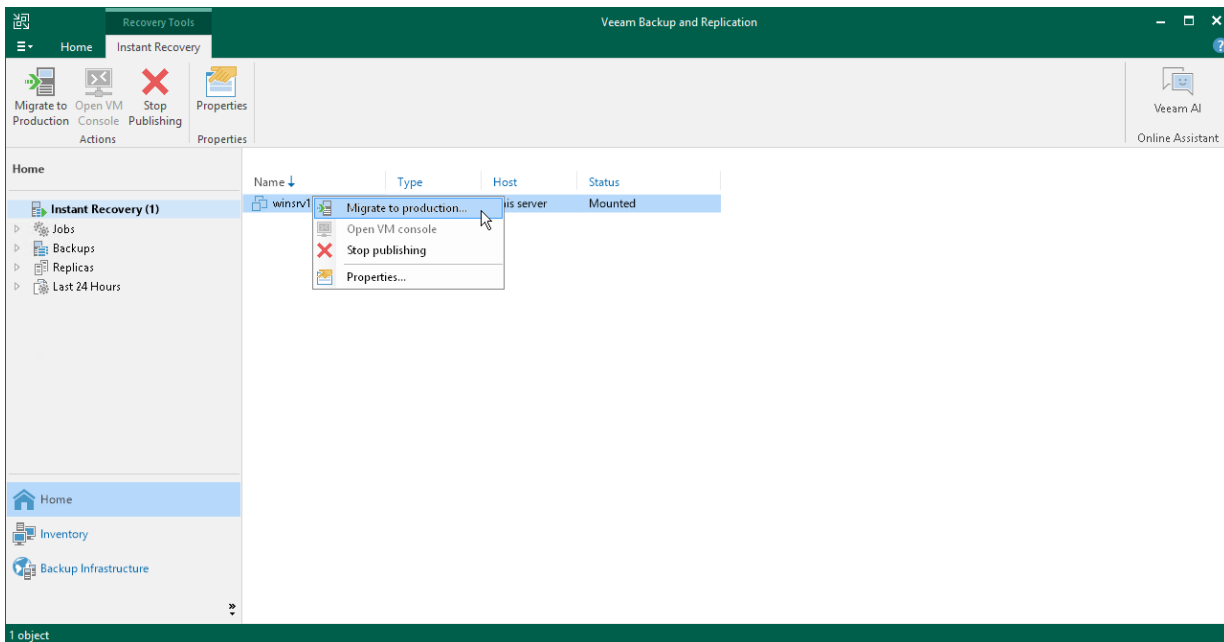 Recovery Tools
Veeam Backup and Replication
Home Instant Recovery
?
Migrate to Production
Open VM Console
Stop Publishing
Properties
Veeam AI
Actions
Properties
Online Assistant
Home
Instant Recovery (1)
Jobs
Backups
Replicas
Last 24 Hours
Name Type Host Status
winsrv1 is server Mounted
Migrate to production...
Open VM console
Stop publishing
Properties...
Home
Inventory
Backup Infrastructure
1 object